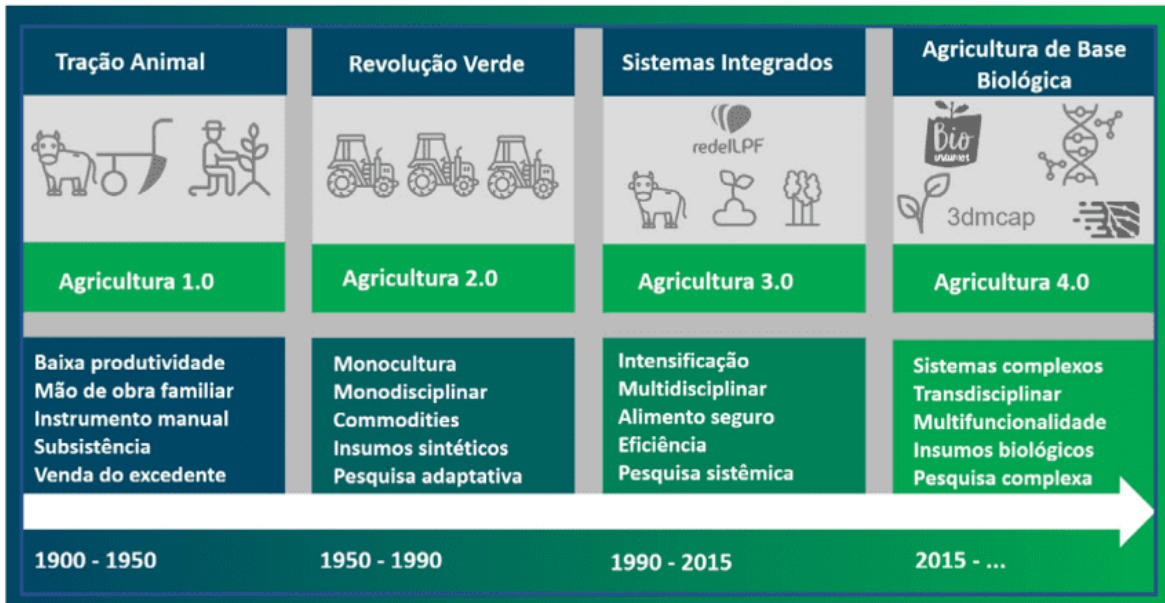 Tração Animal
Revolução Verde
Sistemas Integrados
Agricultura de Base
Biológica
redeILPF
Bio
insumos
3dmcap
Agricultura 1.0
Agricultura 2.0
Agricultura 3.0
Agricultura 4.0
Baixa produtividade
Mão de obra familiar
Instrumento manual
Subsistência
Venda do excedente
Monocultura
Monodisciplinar
Commodities
Insumos sintéticos
Pesquisa adaptativa
Intensificação
Multidisciplinar
Alimento seguro
Eficiência
Pesquisa sistêmica
Sistemas complexos
Transdisciplinar
Multifuncionalidade
Insumos biológicos
Pesquisa complexa
1900 - 1950
1950 - 1990
1990 - 2015
2015 - ...